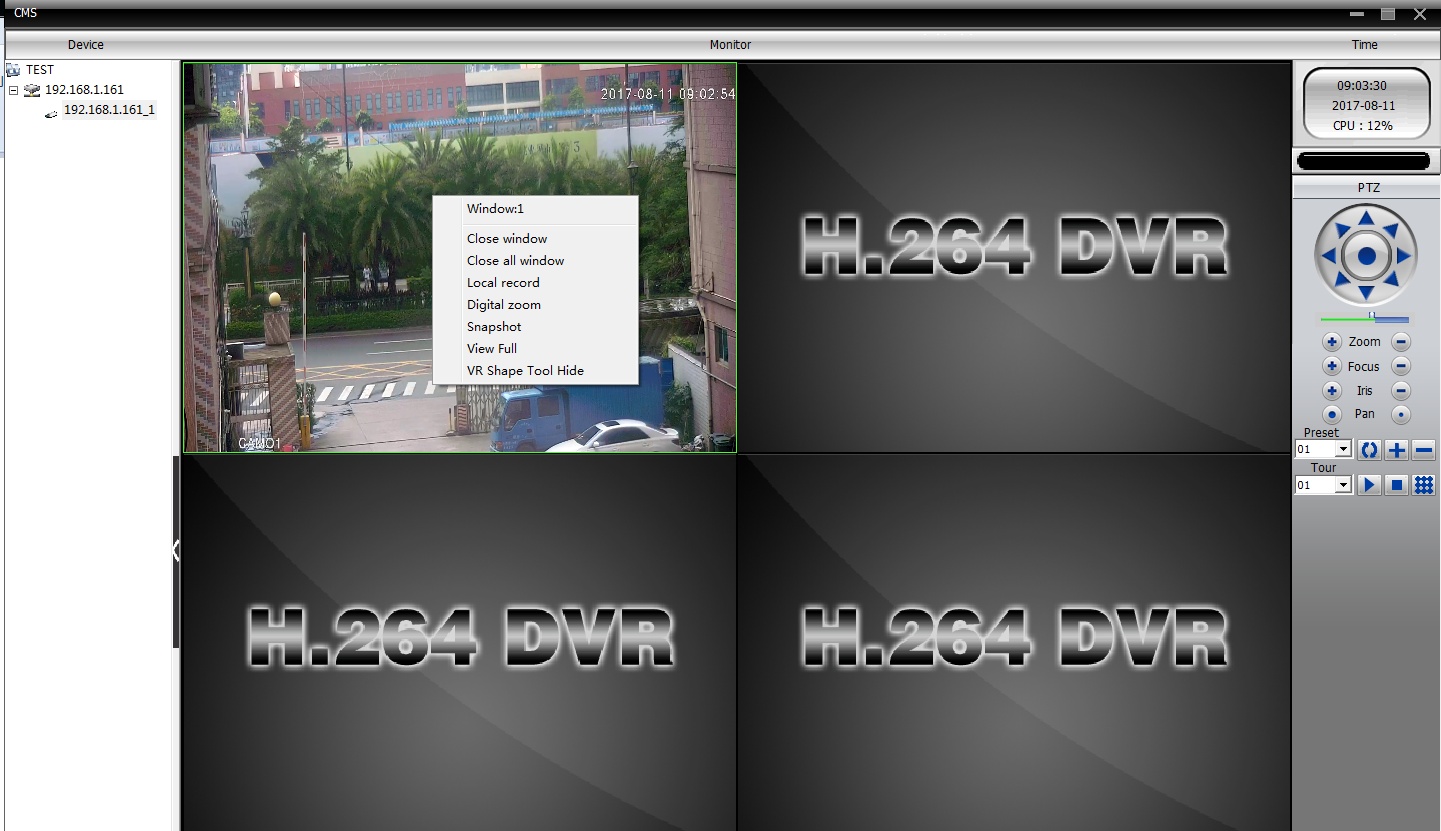 CMS
Device
Monitor
Time
TEST
192.168.1.161
192.168.1.161_1
2017-08-11 09:02:54
CAM01
Window:1
Close window
Close all window
Local record
Digital zoom
Snapshot
View Full
VR Shape Tool Hide
H.264 DVR
H.264 DVR
H.264 DVR
09:03:30
2017-08-11
CPU : 12%
PTZ
Zoom
Focus
Iris
Pan
Preset
01
Tour
01